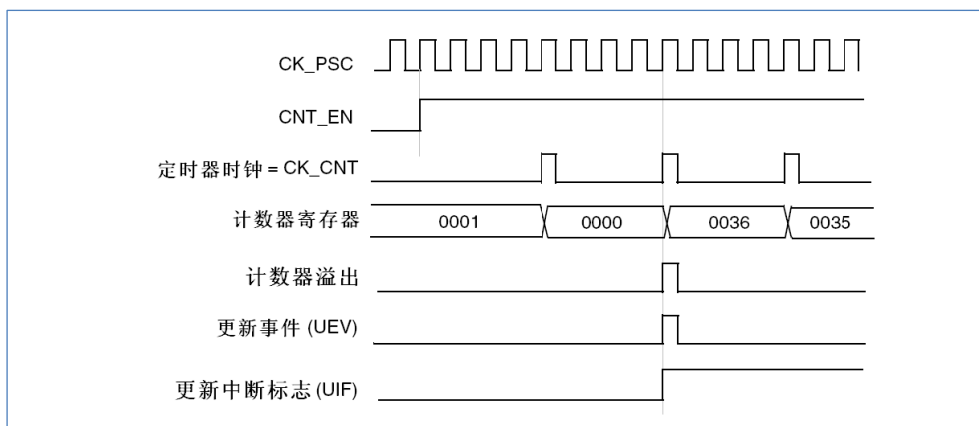 CK_PSC
CNT_EN
定时器时钟 = CK_CNT
计数器寄存器 0001 0000 0036 0035
计数器溢出
更新事件 (UEV)
更新中断标志 (UIF)